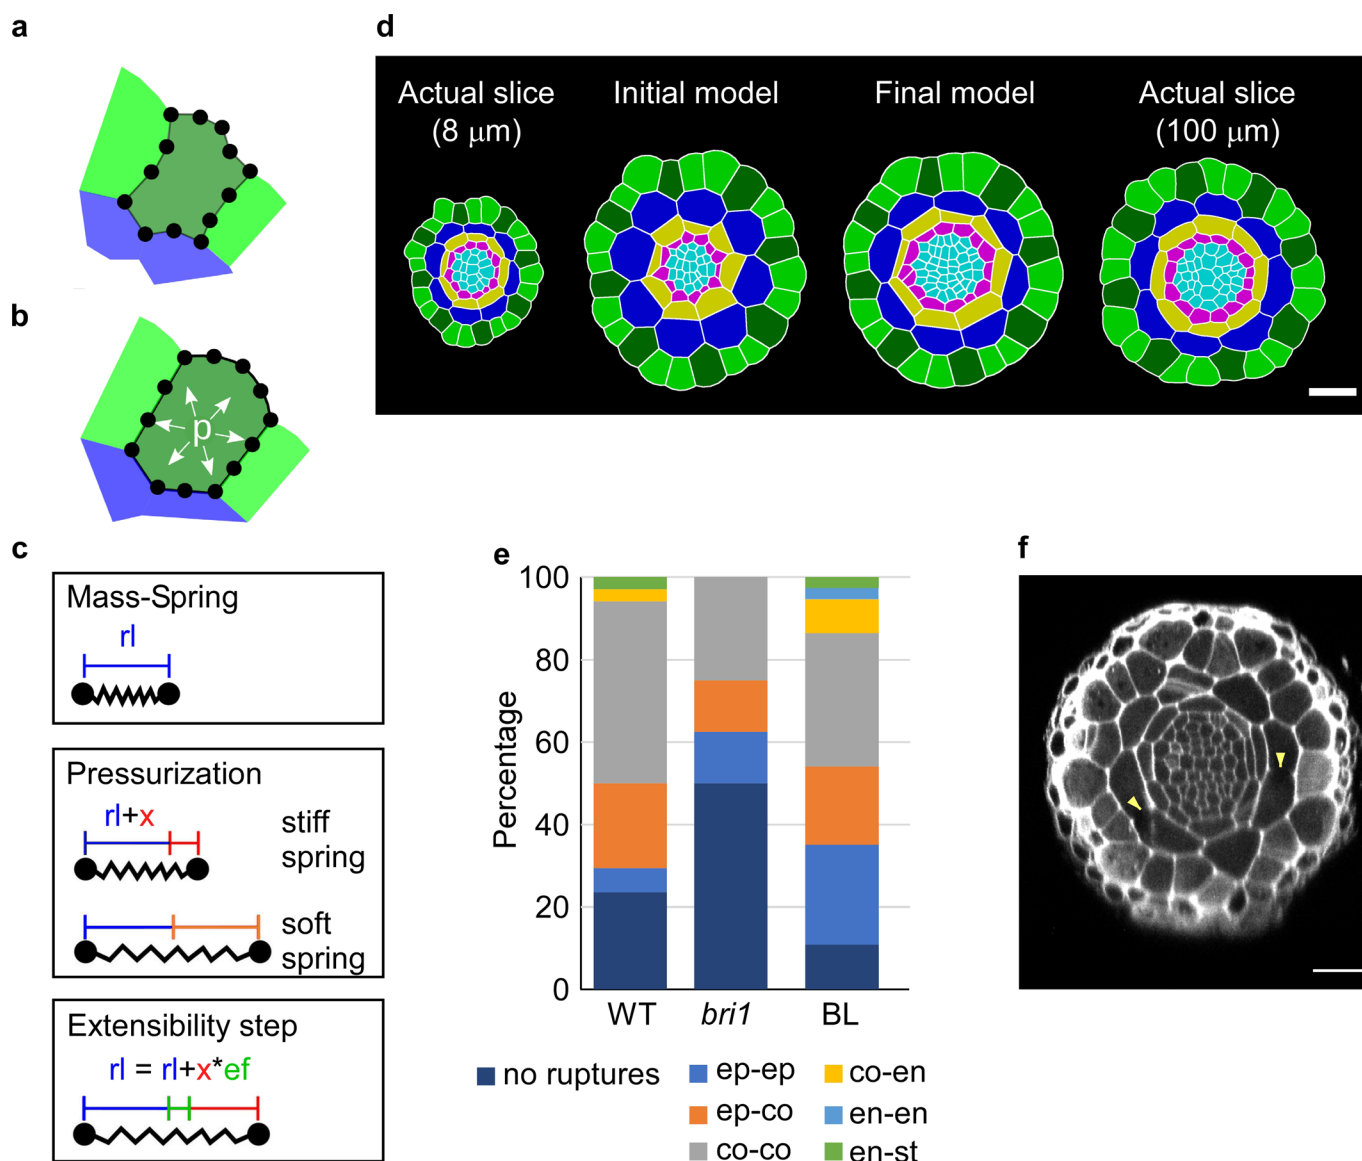 a
d
Actual slice
(8 μm)
Initial model
Final model
Actual slice
(100 μm)
b
p
c
Mass-Spring
rl
Pressurization
rl+x
stiff
spring
soft
spring
Extensibility step
rl = rl+x*ef
e
Percentage
100
80
60
40
20
0
WT
bri1
BL
no ruptures
ep-ep
co-en
ep-co
en-en
co-co
en-st
f